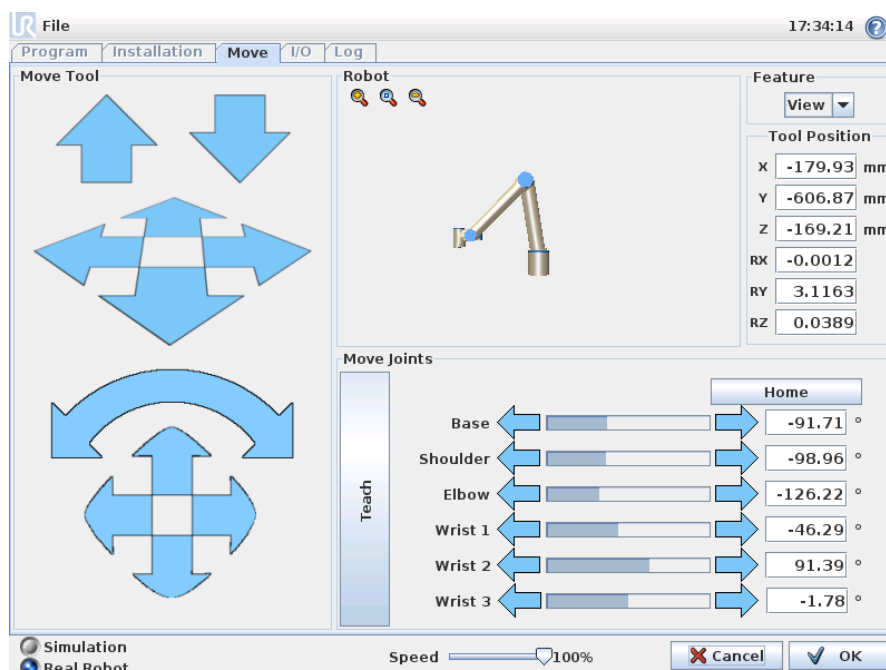 UR File 17:34:14 ?
Program Installation Move I/O Log
Move Tool
Robot
Feature
View
Tool Position
X -179.93 mm
Y -606.87 mm
Z -169.21 mm
RX -0.0012
RY 3.1163
RZ 0.0389
Move Joints
Teach
Home
Base -91.71 °
Shoulder -98.96 °
Elbow -126.22 °
Wrist 1 -46.29 °
Wrist 2 91.39 °
Wrist 3 -1.78 °
Simulation
Real Robot
Speed 100%
Cancel
OK